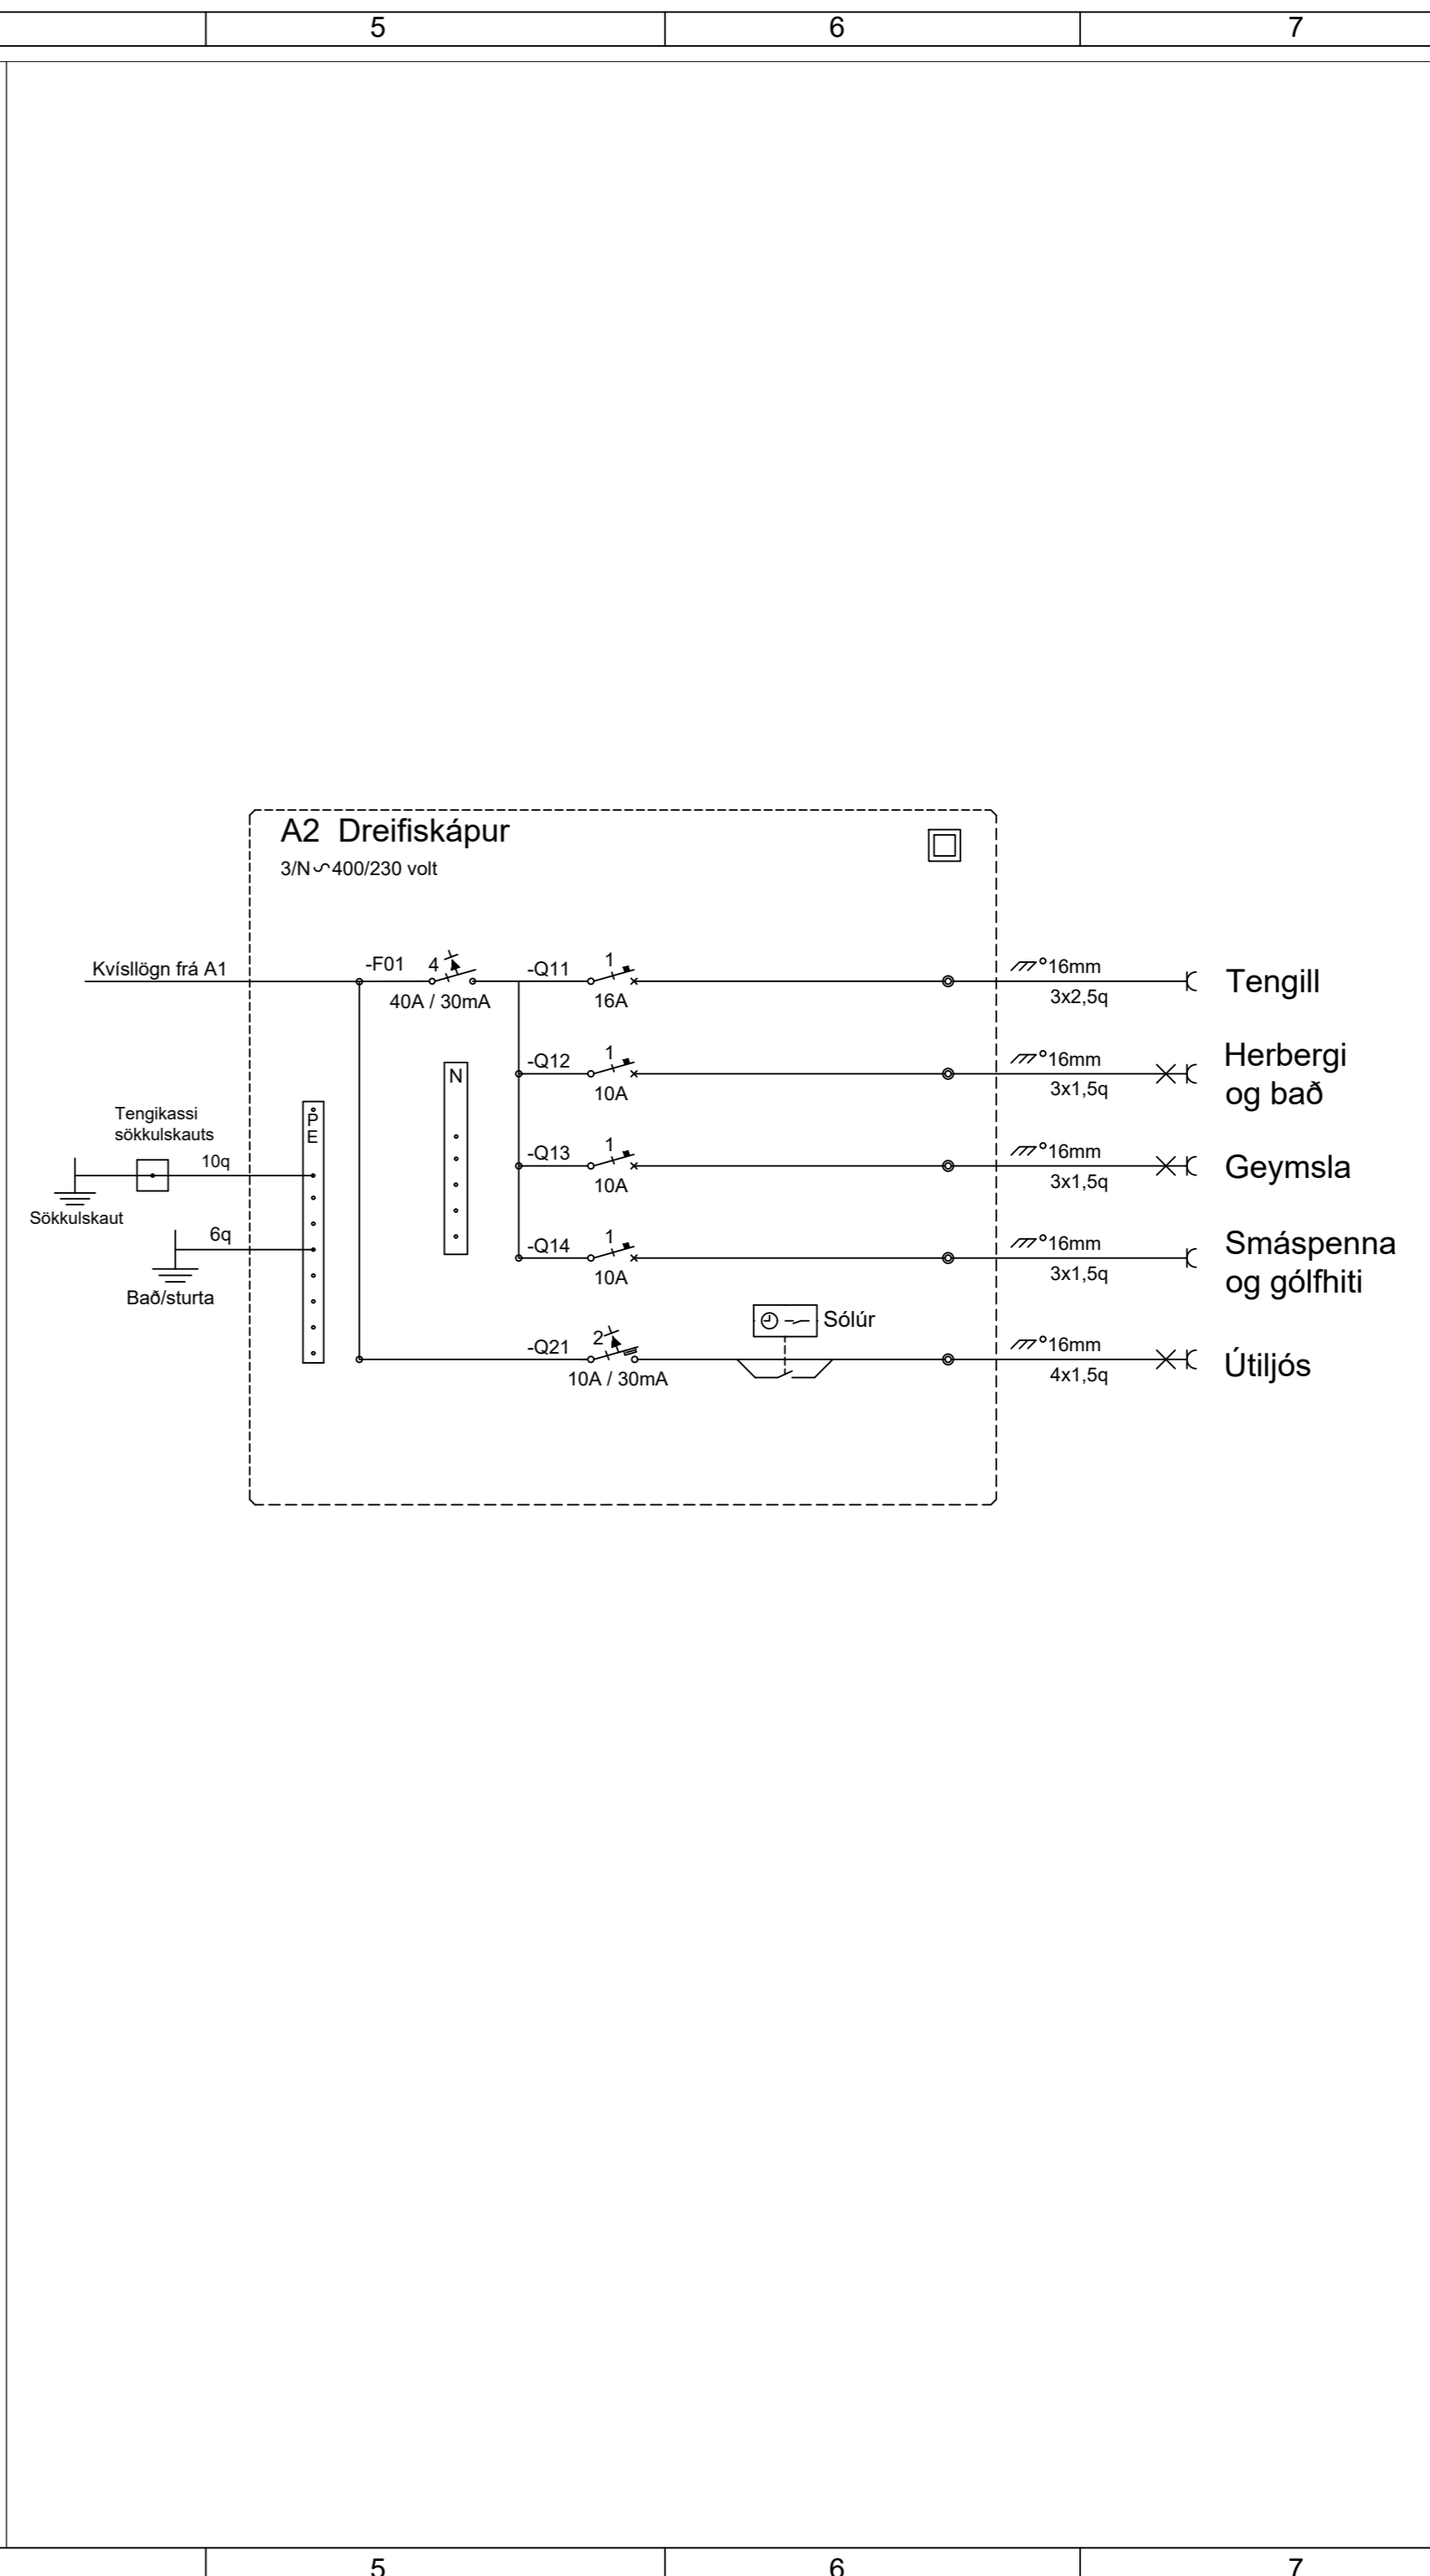 5 6 7
A2 Dreifiskápur
3/N∿400/230 volt
Kvísllögn frá A1
-F01 4
40A / 30mA
-Q11 1
16A
16mm
3x2,5q
Tengill
-Q12 1
10A
16mm
3x1,5q
Herbergi
og bað
N
PE
Tengikassi
sökkulskauts
10q
Sökkulskaut
-Q13 1
10A
16mm
3x1,5q
Geymsla
6q
Bað/sturta
-Q14 1
10A
16mm
3x1,5q
Smáspenna
og gólfhiti
-Q21 2
10A / 30mA
Sólúr
16mm
4x1,5q
Útiljós
5 6 7